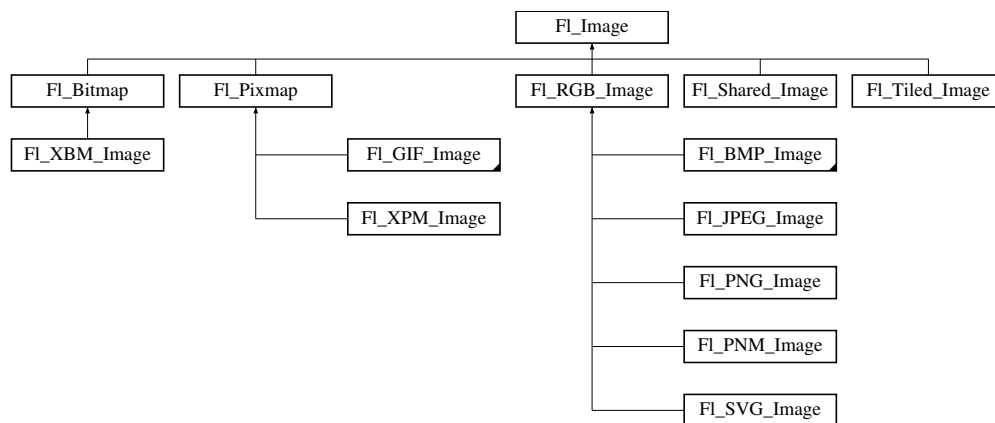 Fl_Image
Fl_Bitmap
Fl_Pixmap
Fl_RGB_Image
Fl_Shared_Image
Fl_Tiled_Image
Fl_XBM_Image
Fl_GIF_Image
Fl_BMP_Image
Fl_XPM_Image
Fl_JPEG_Image
Fl_PNG_Image
Fl_PNM_Image
Fl_SVG_Image